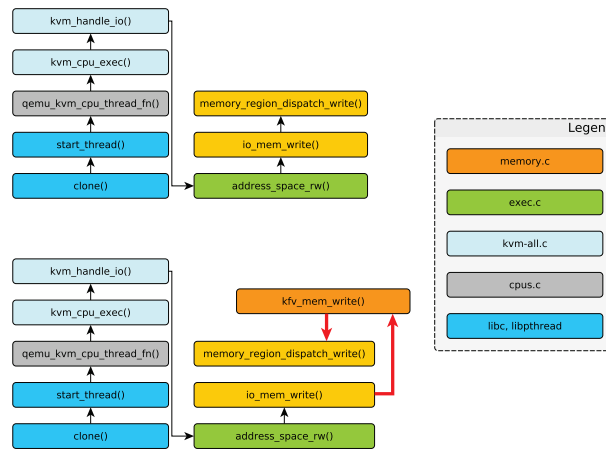 kvm_handle_io()
kvm_cpu_exec()
qemu_kvm_cpu_thread_fn()
start_thread()
clone()
memory_region_dispatch_write()
io_mem_write()
address_space_rw()
kvm_handle_io()
kvm_cpu_exec()
qemu_kvm_cpu_thread_fn()
start_thread()
clone()
kfv_mem_write()
memory_region_dispatch_write()
io_mem_write()
address_space_rw()
Legen
memory.c
exec.c
kvm-all.c
cpus.c
libc, libpthread